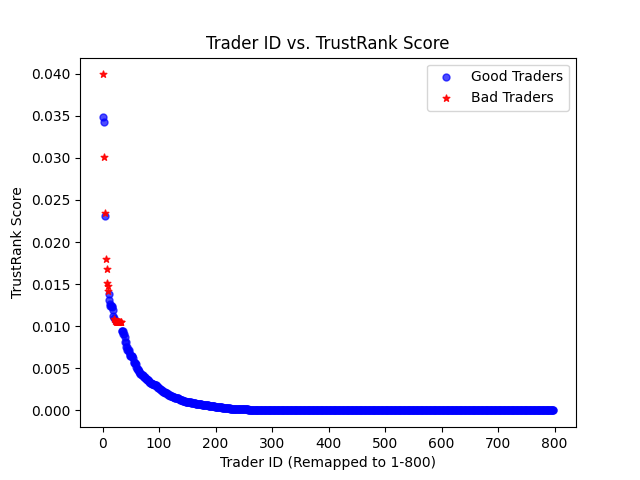 Trader ID vs. TrustRank Score
Good Traders
Bad Traders
TrustRank Score
0.040
0.035
0.030
0.025
0.020
0.015
0.010
0.005
0.000
0 100 200 300 400 500 600 700 800
Trader ID (Remapped to 1-800)